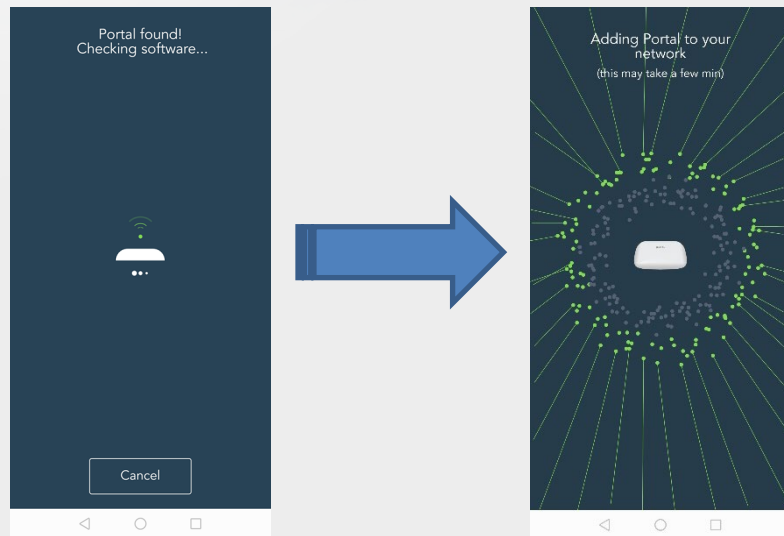 Portal found!
Checking software...
Cancel
Adding Portal to your
network
(this may take a few min)